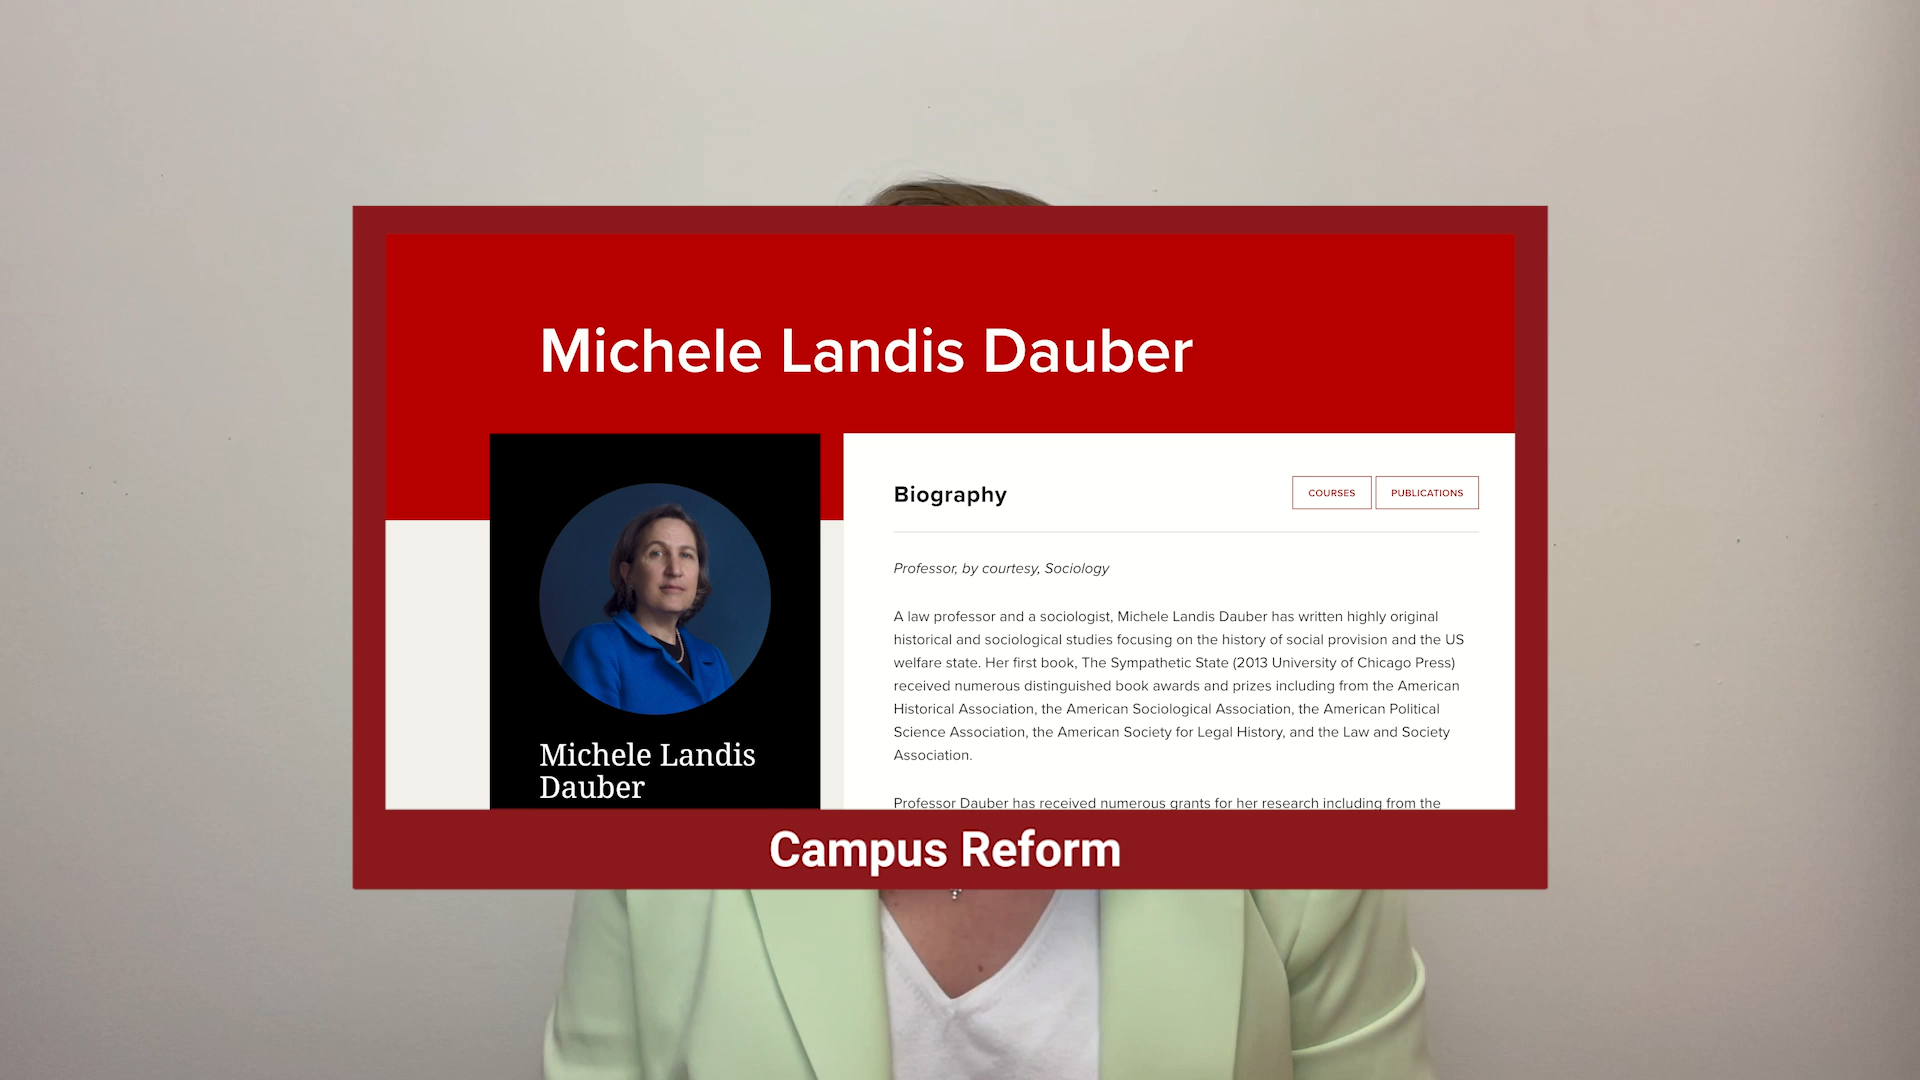 Michele Landis Dauber
Biography
COURSES
PUBLICATIONS
Professor, by courtesy, Sociology
A law professor and a sociologist, Michele Landis Dauber has written highly original
historical and sociological studies focusing on the history of social provision and the US
welfare state. Her first book, The Sympathetic State (2013 University of Chicago Press)
received numerous distinguished book awards and prizes including from the American
Historical Association, the American Sociological Association, the American Political
Science Association, the American Society for Legal History, and the Law and Society
Association.
Professor Dauber has received numerous grants for her research including from the
Michele Landis
Dauber
Campus Reform